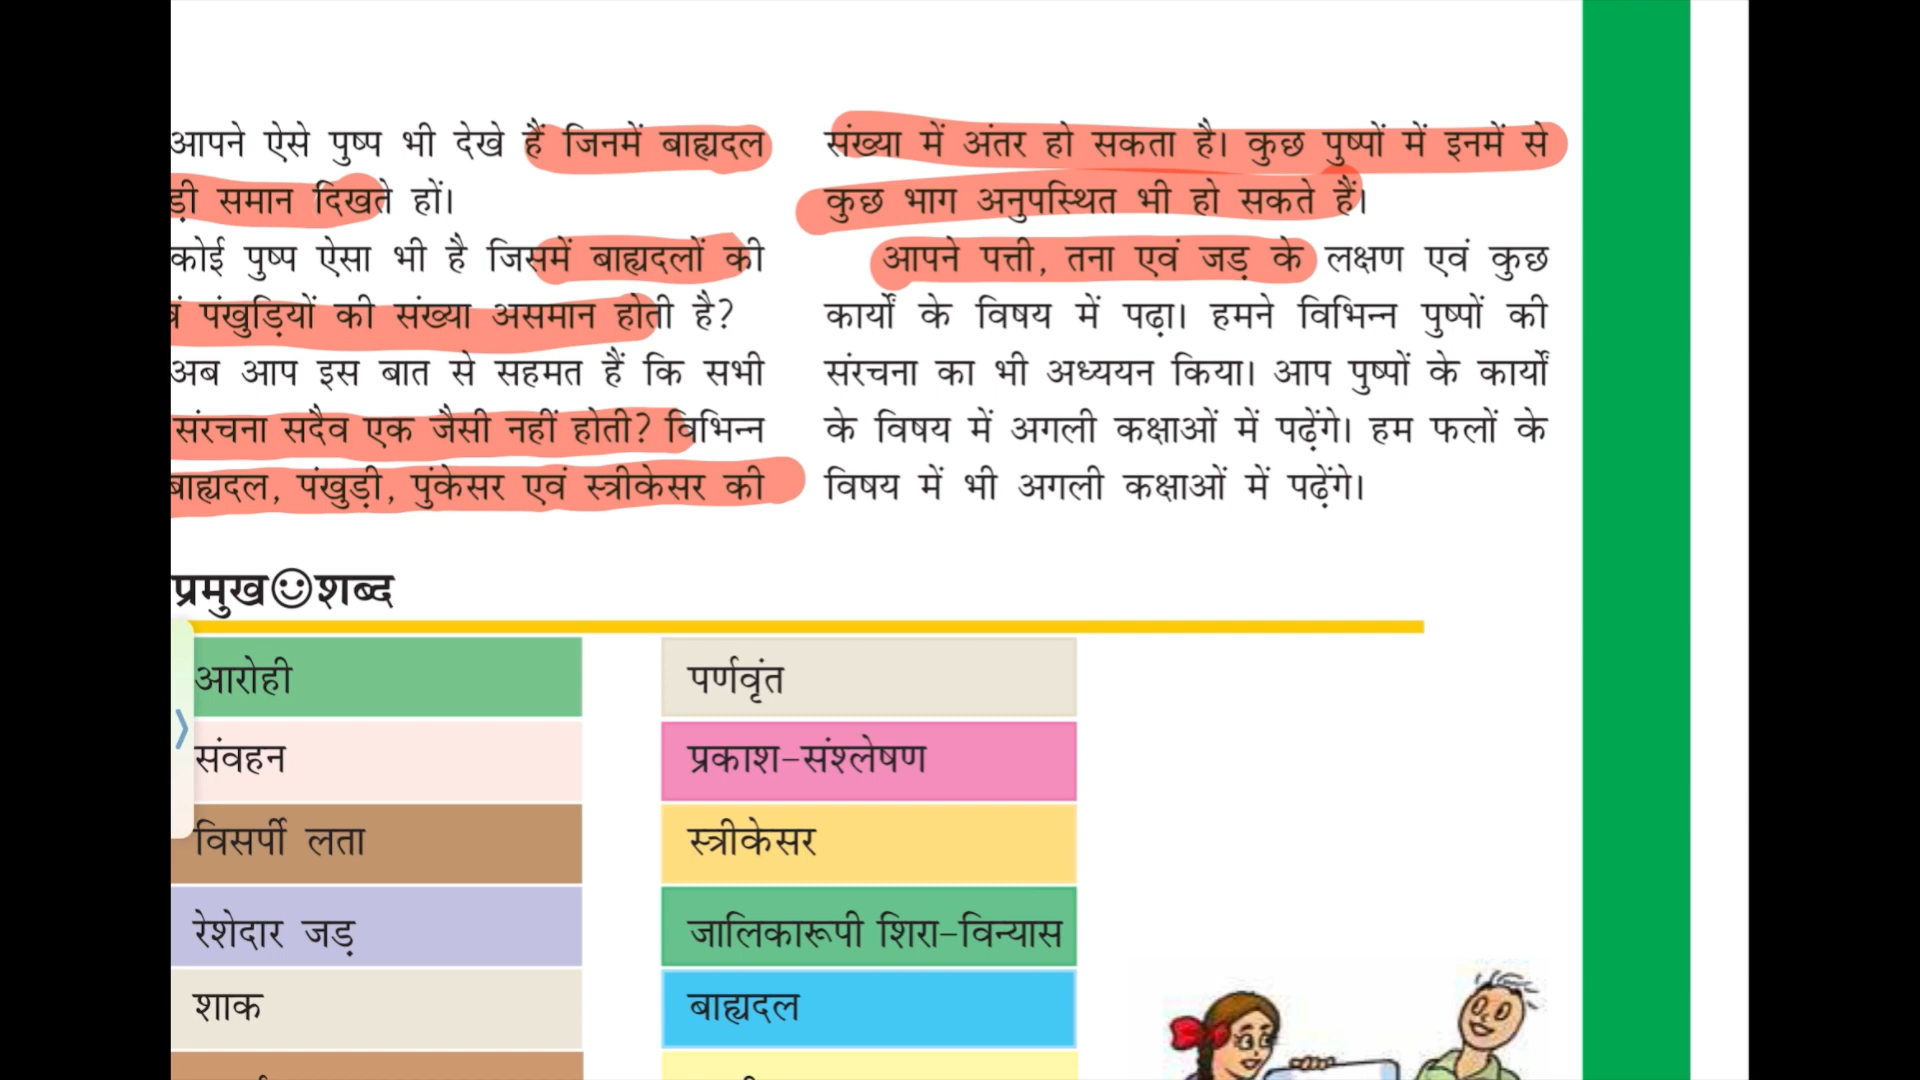 आपने ऐसे पुष्प भी देखे हैं जिनमें बाह्यदल
ड़ी समान दिखते हों।
कोई पुष्प ऐसा भी है जिसमें बाह्यदलों की
वं पंखुड़ियों की संख्या असमान होती है?
अब आप इस बात से सहमत हैं कि सभी
संरचना सदैव एक जैसी नहीं होती? विभिन्न
बाह्यदल, पंखुड़ी, पुंकेसर एवं स्त्रीकेसर की
संख्या में अंतर हो सकता है। कुछ पुष्पों में इनमें से
कुछ भाग अनुपस्थित भी हो सकते हैं।
आपने पत्ती, तना एवं जड़ के लक्षण एवं कुछ
कार्यों के विषय में पढ़ा। हमने विभिन्न पुष्पों की
संरचना का भी अध्ययन किया। आप पुष्पों के कार्यों
के विषय में अगली कक्षाओं में पढ़ेंगे। हम फलों के
विषय में भी अगली कक्षाओं में पढ़ेंगे।
प्रमुख शब्द
आरोही
संवहन
विसर्पी लता
रेशेदार जड़
शाक
पर्णवृंत
प्रकाश-संश्लेषण
स्त्रीकेसर
जालिकारूपी शिरा-विन्यास
बाह्यदल